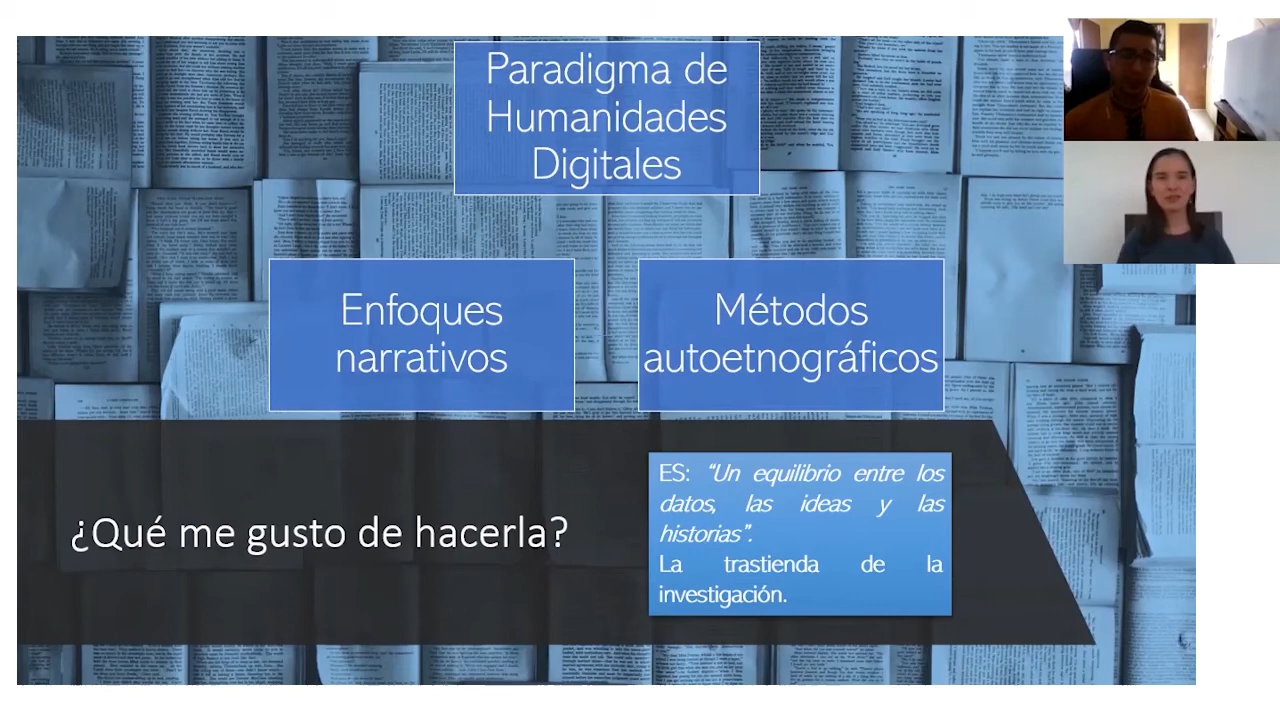 Paradigma de
Humanidades
Digitales
Enfoques
narrativos
Métodos
autoetnográficos
¿Qué me gusto de hacerla?
ES: “Un equilibrio entre los
datos, las ideas y las
historias”.
La trastienda de la
investigación.